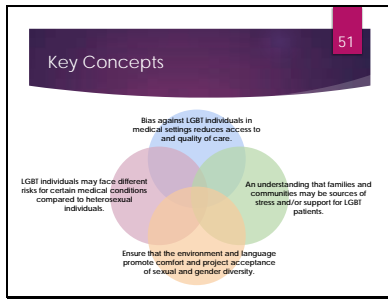 51
Key Concepts
Bias against LGBT individuals in
medical settings reduces access to
and quality of care.
LGBT individuals may face different
risks for certain medical conditions
compared to heterosexual
individuals.
An understanding that families and
communities may be sources of
stress and/or support for LGBT
patients.
Ensure that the environment and language
promote comfort and project acceptance
of sexual and gender diversity.